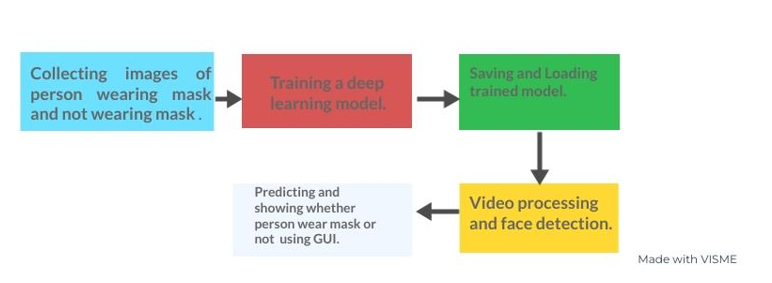 Collecting images of
person wearing mask
and not wearing mask .
Training a deep
learning model.
Saving and Loading
trained model.
Video processing
and face detection.
Predicting and
showing whether
person wear mask or
not using GUI.
Made with VISME